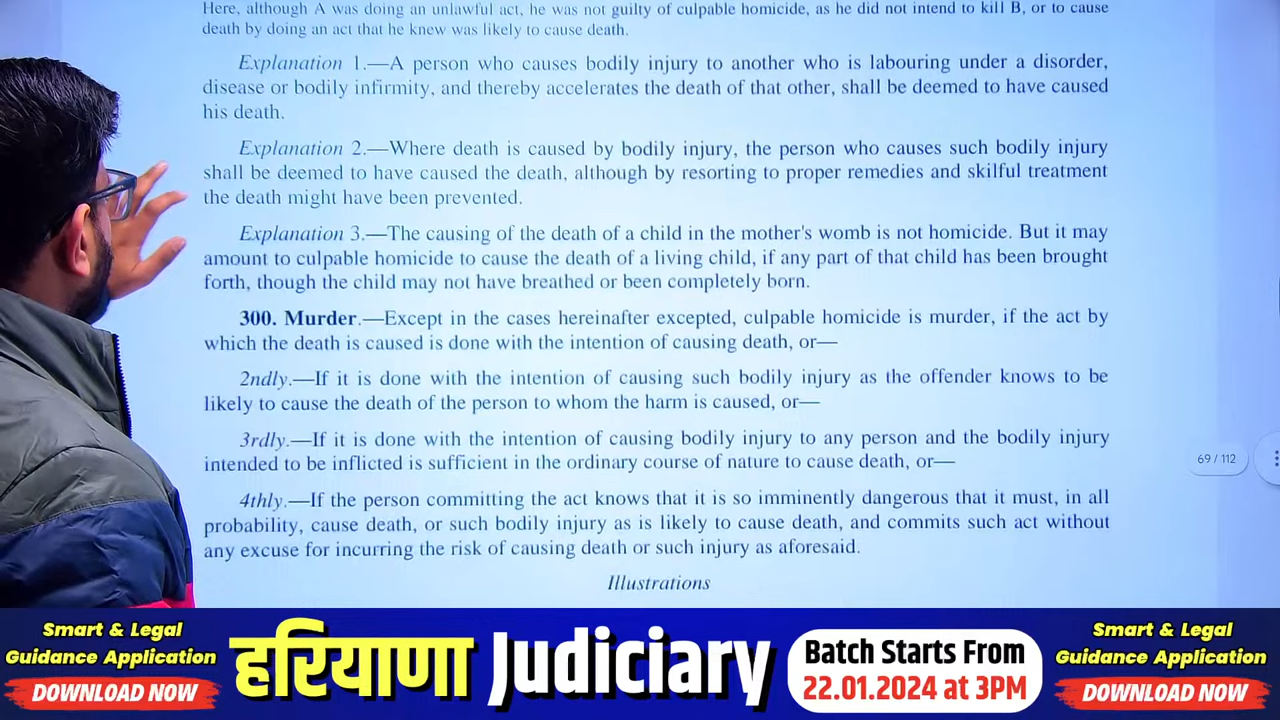 Here, although A was doing an unlawful act, he was not guilty of culpable homicide, as he did not intend to kill B, or to cause
death by doing an act that he knew was likely to cause death.
Explanation 1.—A person who causes bodily injury to another who is labouring under a disorder,
disease or bodily infirmity, and thereby accelerates the death of that other, shall be deemed to have caused
his death.
Explanation 2.—Where death is caused by bodily injury, the person who causes such bodily injury
shall be deemed to have caused the death, although by resorting to proper remedies and skilful treatment
the death might have been prevented.
Explanation 3.—The causing of the death of a child in the mother's womb is not homicide. But it may
amount to culpable homicide to cause the death of a living child, if any part of that child has been brought
forth, though the child may not have breathed or been completely born.
300. Murder.—Except in the cases hereinafter excepted, culpable homicide is murder, if the act by
which the death is caused is done with the intention of causing death, or—
2ndly.—If it is done with the intention of causing such bodily injury as the offender knows to be
likely to cause the death of the person to whom the harm is caused, or—
3rdly.—If it is done with the intention of causing bodily injury to any person and the bodily injury
intended to be inflicted is sufficient in the ordinary course of nature to cause death, or—
69 / 112
4thly.—If the person committing the act knows that it is so imminently dangerous that it must, in all
probability, cause death, or such bodily injury as is likely to cause death, and commits such act without
any excuse for incurring the risk of causing death or such injury as aforesaid.
Illustrations
Smart & Legal
Guidance Application
DOWNLOAD NOW
हरियाणा Judiciary
Batch Starts From
22.01.2024 at 3PM
Smart & Legal
Guidance Application
DOWNLOAD NOW